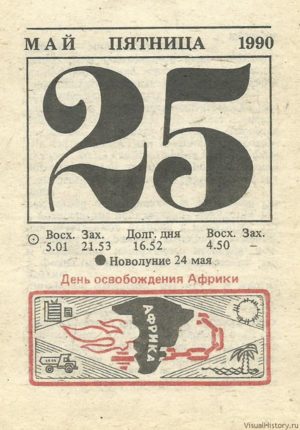 МАЙ ПЯТНИЦА 1990
25
Восх. Зах. Долг. дня Восх. Зах.
5.01 21.53 16.52 4.50 –
Новолуние 24 мая
День освобождения Африки
АФРИКА
VisualHistory.ru